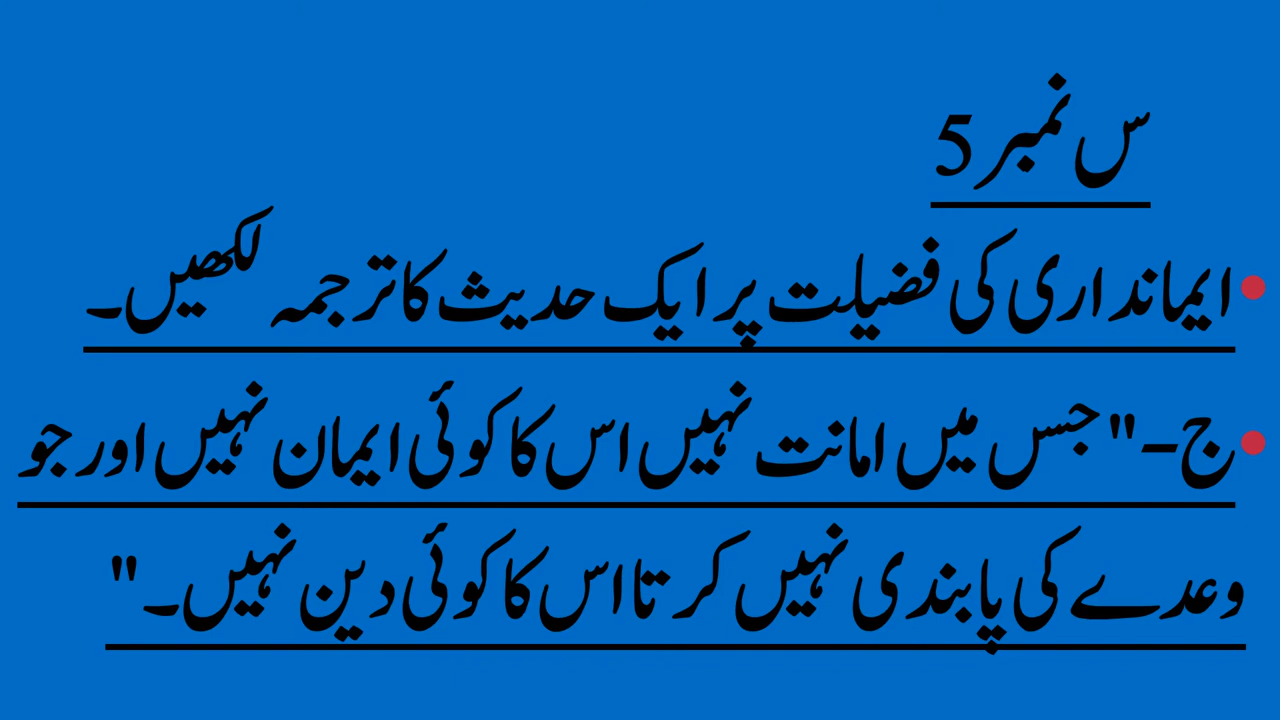 س نمبر 5
ایمانداری کی فضیلت پر ایک حدیث کا ترجمہ لکھیں۔
ج– "جس میں امانت نہیں اس کا کوئی ایمان نہیں اور جو
وعدے کی پابندی نہیں کرتا اس کا کوئی دین نہیں۔"